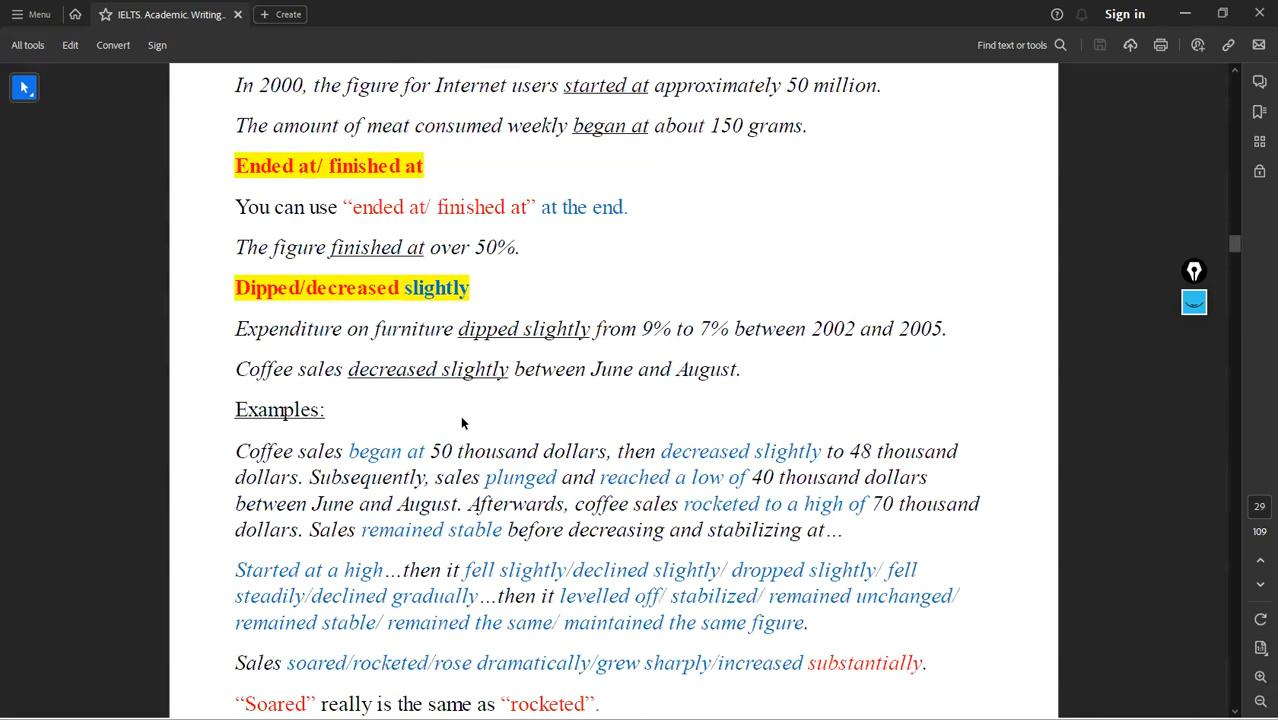 Menu
IELTS. Academic. Writing..
Create
Sign in
All tools
Edit
Convert
Sign
Find text or tools
In 2000, the figure for Internet users started at approximately 50 million.
The amount of meat consumed weekly began at about 150 grams.
Ended at/ finished at
You can use “ended at/ finished at” at the end.
The figure finished at over 50%.
Dipped/decreased slightly
Expenditure on furniture dipped slightly from 9% to 7% between 2002 and 2005.
Coffee sales decreased slightly between June and August.
Examples:
Coffee sales began at 50 thousand dollars, then decreased slightly to 48 thousand
dollars. Subsequently, sales plunged and reached a low of 40 thousand dollars
between June and August. Afterwards, coffee sales rocketed to a high of 70 thousand
dollars. Sales remained stable before decreasing and stabilizing at…
Started at a high…then it fell slightly/declined slightly/ dropped slightly/ fell
steadily/declined gradually…then it levelled off/ stabilized/ remained unchanged/
remained stable/ remained the same/ maintained the same figure.
Sales soared/rocketed/rose dramatically/grew sharply/increased substantially.
“Soared” really is the same as “rocketed”.
29
109